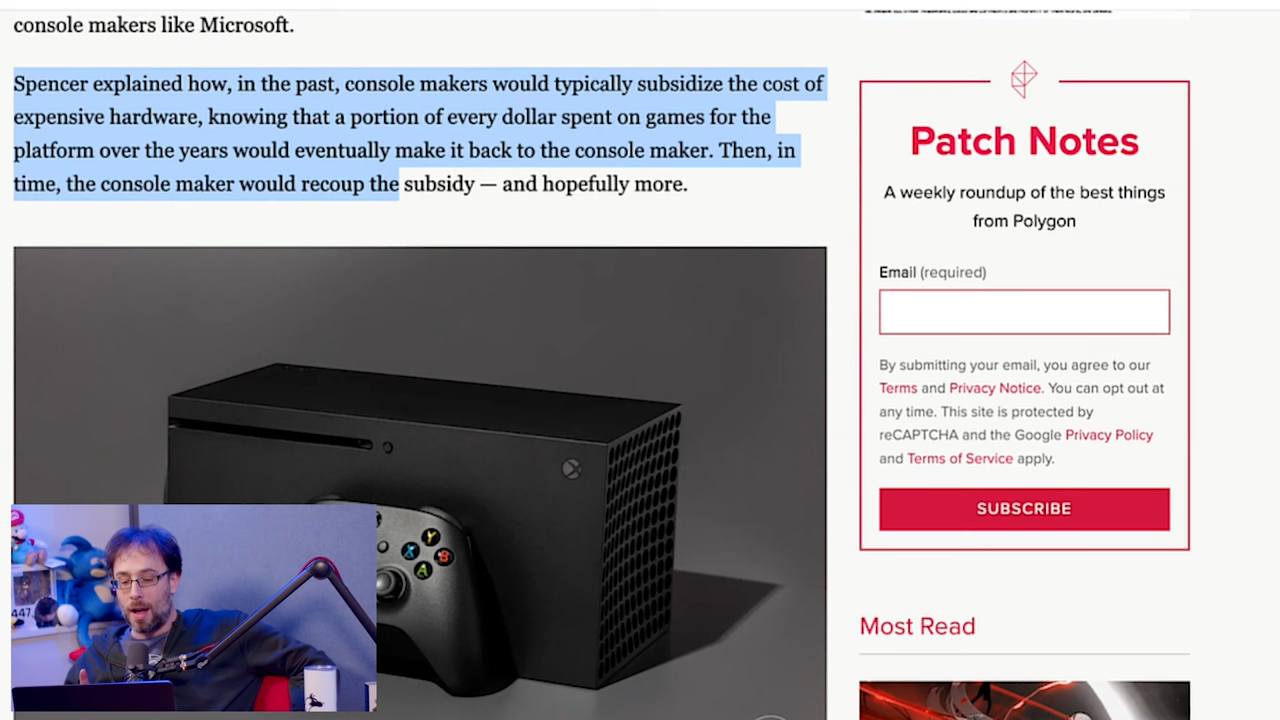 console makers like Microsoft.
Spencer explained how, in the past, console makers would typically subsidize the cost of
expensive hardware, knowing that a portion of every dollar spent on games for the
platform over the years would eventually make it back to the console maker. Then, in
time, the console maker would recoup the subsidy — and hopefully more.
Patch Notes
A weekly roundup of the best things
from Polygon
Email (required)
By submitting your email, you agree to our
Terms and Privacy Notice. You can opt out at
any time. This site is protected by
reCAPTCHA and the Google Privacy Policy
and Terms of Service apply.
SUBSCRIBE
Most Read
Y
X
B
A
447